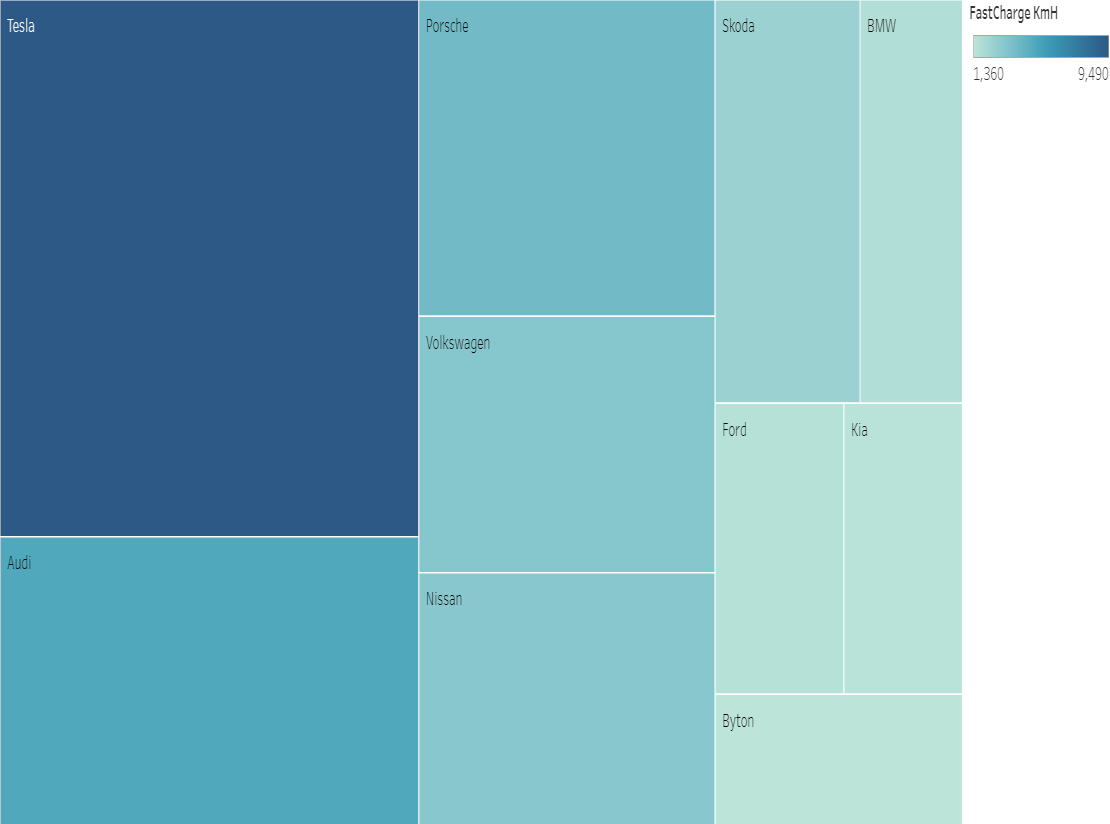 Tesla
Porsche
Skoda
BMW
FastCharge KmH
1,360
9,490
Volkswagen
Ford
Kia
Audi
Nissan
Byton